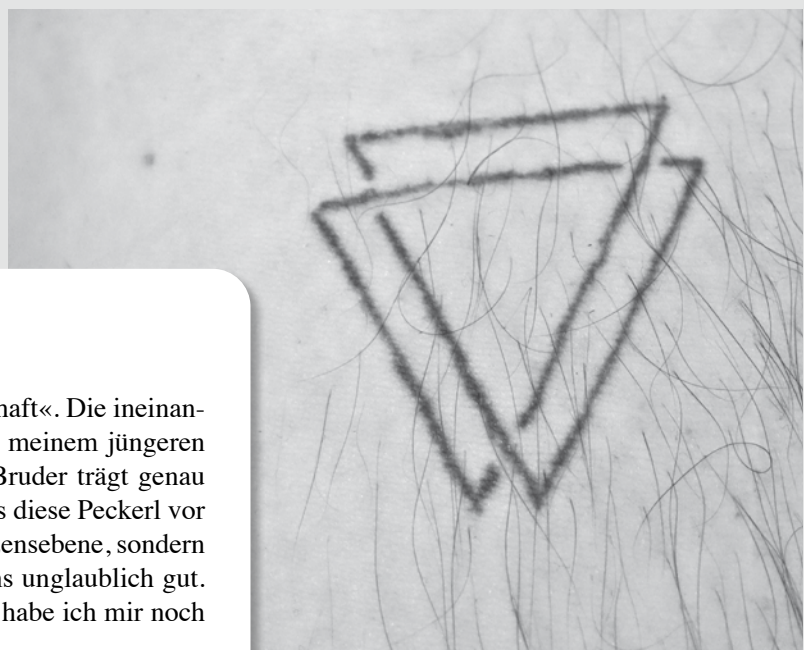 haft«. Die ineinan-
meinem jüngeren
Bruder trägt genau
s diese Peckerl vor
ensebene, sondern
ns unglaublich gut.
habe ich mir noch